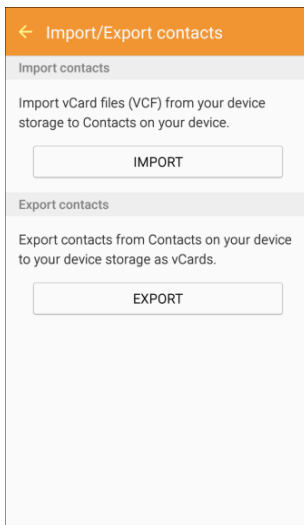 Import/Export contacts
Import contacts
Import vCard files (VCF) from your device
storage to Contacts on your device.
IMPORT
Export contacts
Export contacts from Contacts on your device
to your device storage as vCards.
EXPORT